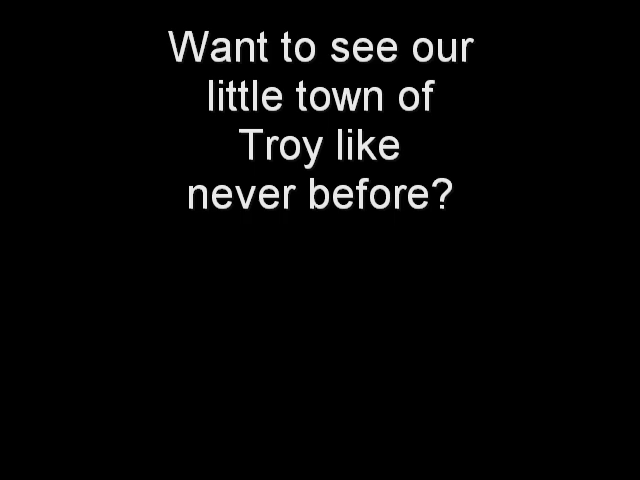 Want to see our
little town of
Troy like
never before?